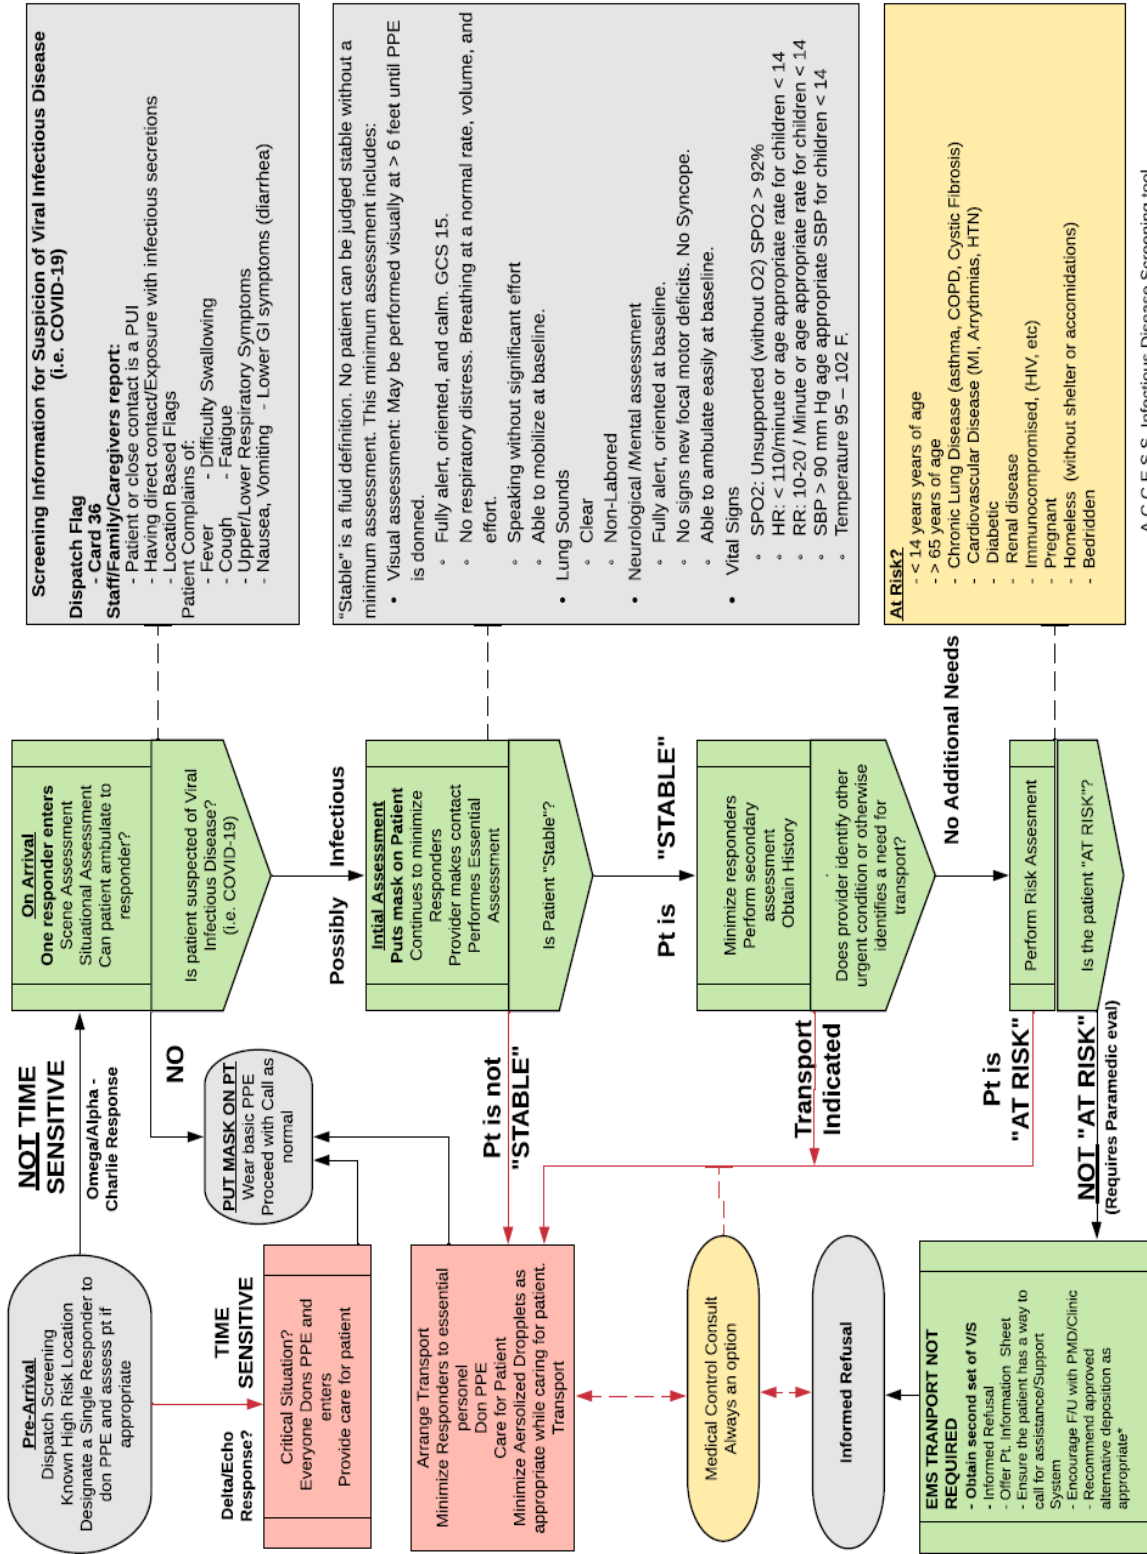 Pre-Arrival
Dispatch Screening
Known High Risk Location
Designate a Single Responder to
don PPE and assess pt if
appropriate
NOT TIME
SENSITIVE
Omega/Alpha -
Charlie Response
On Arrival
One responder enters
Scene Assessment
Situational Assessment
Can patient ambulate to
responder?
Is patient suspected of Viral
Infectious Disease?
(i.e. COVID-19)
Screening Information for Suspicion of Viral Infectious Disease
(i.e. COVID-19)
Dispatch Flag
- Card 36
Staff/Family/Caregivers report:
- Patient or close contact is a PUI
- Having direct contact/Exposure with infectious secretions
- Location Based Flags
Patient Complains of:
- Fever - Difficulty Swallowing
- Cough - Fatigue
- Upper/Lower Respiratory Symptoms
- Nausea, Vomiting - Lower GI symptoms (diarrhea)
NO
PUT MASK ON PT
Wear basic PPE
Proceed with Call as
normal
Delta/Echo
Response?
TIME
SENSITIVE
Critical Situation?
Everyone Dons PPE and
enters
Provide care for patient
Possibly Infectious
Intial Assessment
Puts mask on Patient
Continues to minimize
Responders
Provider makes contact
Performes Essential
Assessment
Is Patient "Stable"?
"Stable" is a fluid definition. No patient can be judged stable without a
minimum assessment. This minimum assessment includes:
• Visual assessment: May be performed visually at > 6 feet until PPE
is donned.
◦ Fully alert, oriented, and calm. GCS 15.
◦ No respiratory distress. Breathing at a normal rate, volume, and
effort.
◦ Speaking without significant effort
◦ Able to mobilize at baseline.
• Lung Sounds
◦ Clear
◦ Non-Labored
• Neurological /Mental assessment
◦ Fully alert, oriented at baseline.
◦ No signs new focal motor deficits. No Syncope.
◦ Able to ambulate easily at baseline.
• Vital Signs
◦ SPO2: Unsupported (without O2) SPO2 > 92%
◦ HR: < 110/minute or age appropriate rate for children < 14
◦ RR: 10-20 / Minute or age appropriate rate for children < 14
◦ SBP > 90 mm Hg age appropriate SBP for children < 14
◦ Temperature 95 – 102 F.
Pt is not
"STABLE"
Arrange Transport
Minimize Responders to essential
personel
Don PPE
Care for Patient
Minimize Aersolized Dropplets as
appropriate while caring for patient.
Transport
Pt is "STABLE"
Minimize responders
Perform secondary
assessment
Obtain History
Does provider identify other
urgent condition or otherwise
identifies a need for
transport?
Transport
Indicated
Medical Control Consult
Always an option
Informed Refusal
No Additional Needs
Perform Risk Assesment
Is the patient "AT RISK"?
At Risk?
- < 14 years years of age
- > 65 years of age
- Chronic Lung Disease (asthma, COPD, Cystic Fibrosis)
- Cardiovascular Disease (MI, Arythmias, HTN)
- Diabetic
- Renal disease
- Immunocompromised, (HIV, etc)
- Pregnant
- Homeless (without shelter or accomidations)
- Bedridden
Pt is
"AT RISK"
NOT "AT RISK"
(Requires Paramedic eval)
EMS TRANPORT NOT
REQUIRED
- Obtain second set of V/S
- Informed Refusal
- Offer Pt. Information Sheet
- Ensure the patient has a way to
call for assistance/Support
System
- Encourage F/U with PMD/Clinic
- Recommend approved
alternative deposition as
appropriate*
A.C.E.S.S. Infectious Disease Screening tool